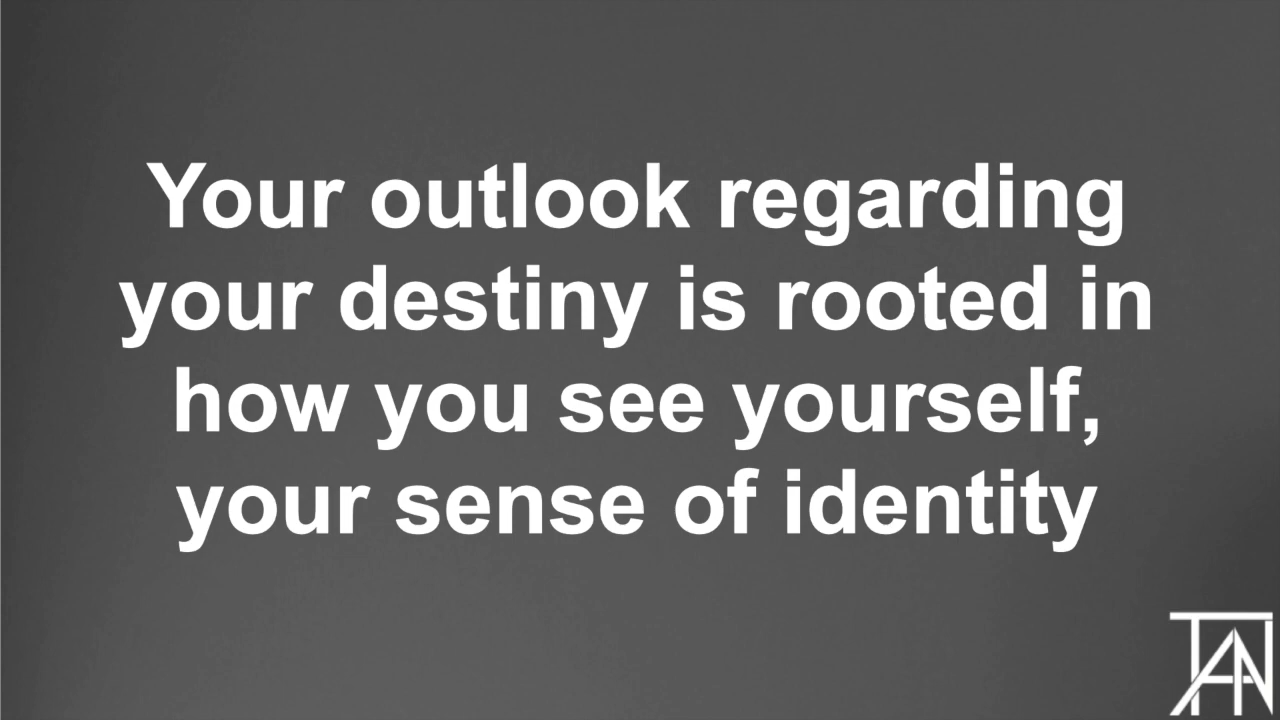 Your outlook regarding
your destiny is rooted in
how you see yourself,
your sense of identity